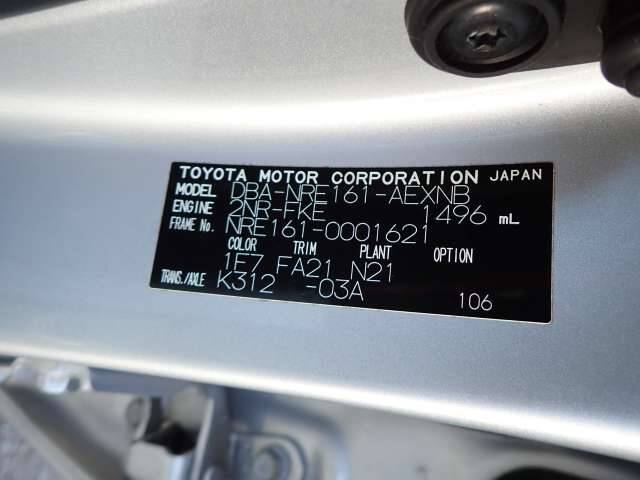 TOYOTA MOTOR CORPORATION JAPAN
MODEL DBA-NRE161-AEXNB
ENGINE 2NR-FKE 1496 mL
FRAME No. NRE161-0001621
COLOR TRIM PLANT OPTION
1F7 FA21 N21
TRANS./AXLE K312 -03A
106